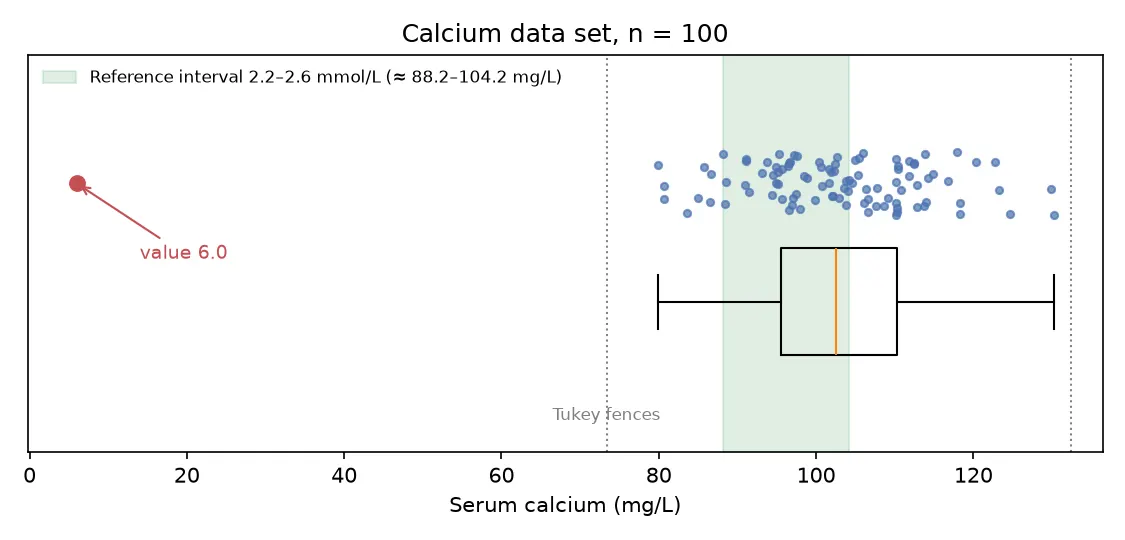 Calcium data set, n = 100
Reference interval 2.2–2.6 mmol/L (≈ 88.2–104.2 mg/L)
value 6.0
Tukey fences
0 20 40 60 80 100 120
Serum calcium (mg/L)